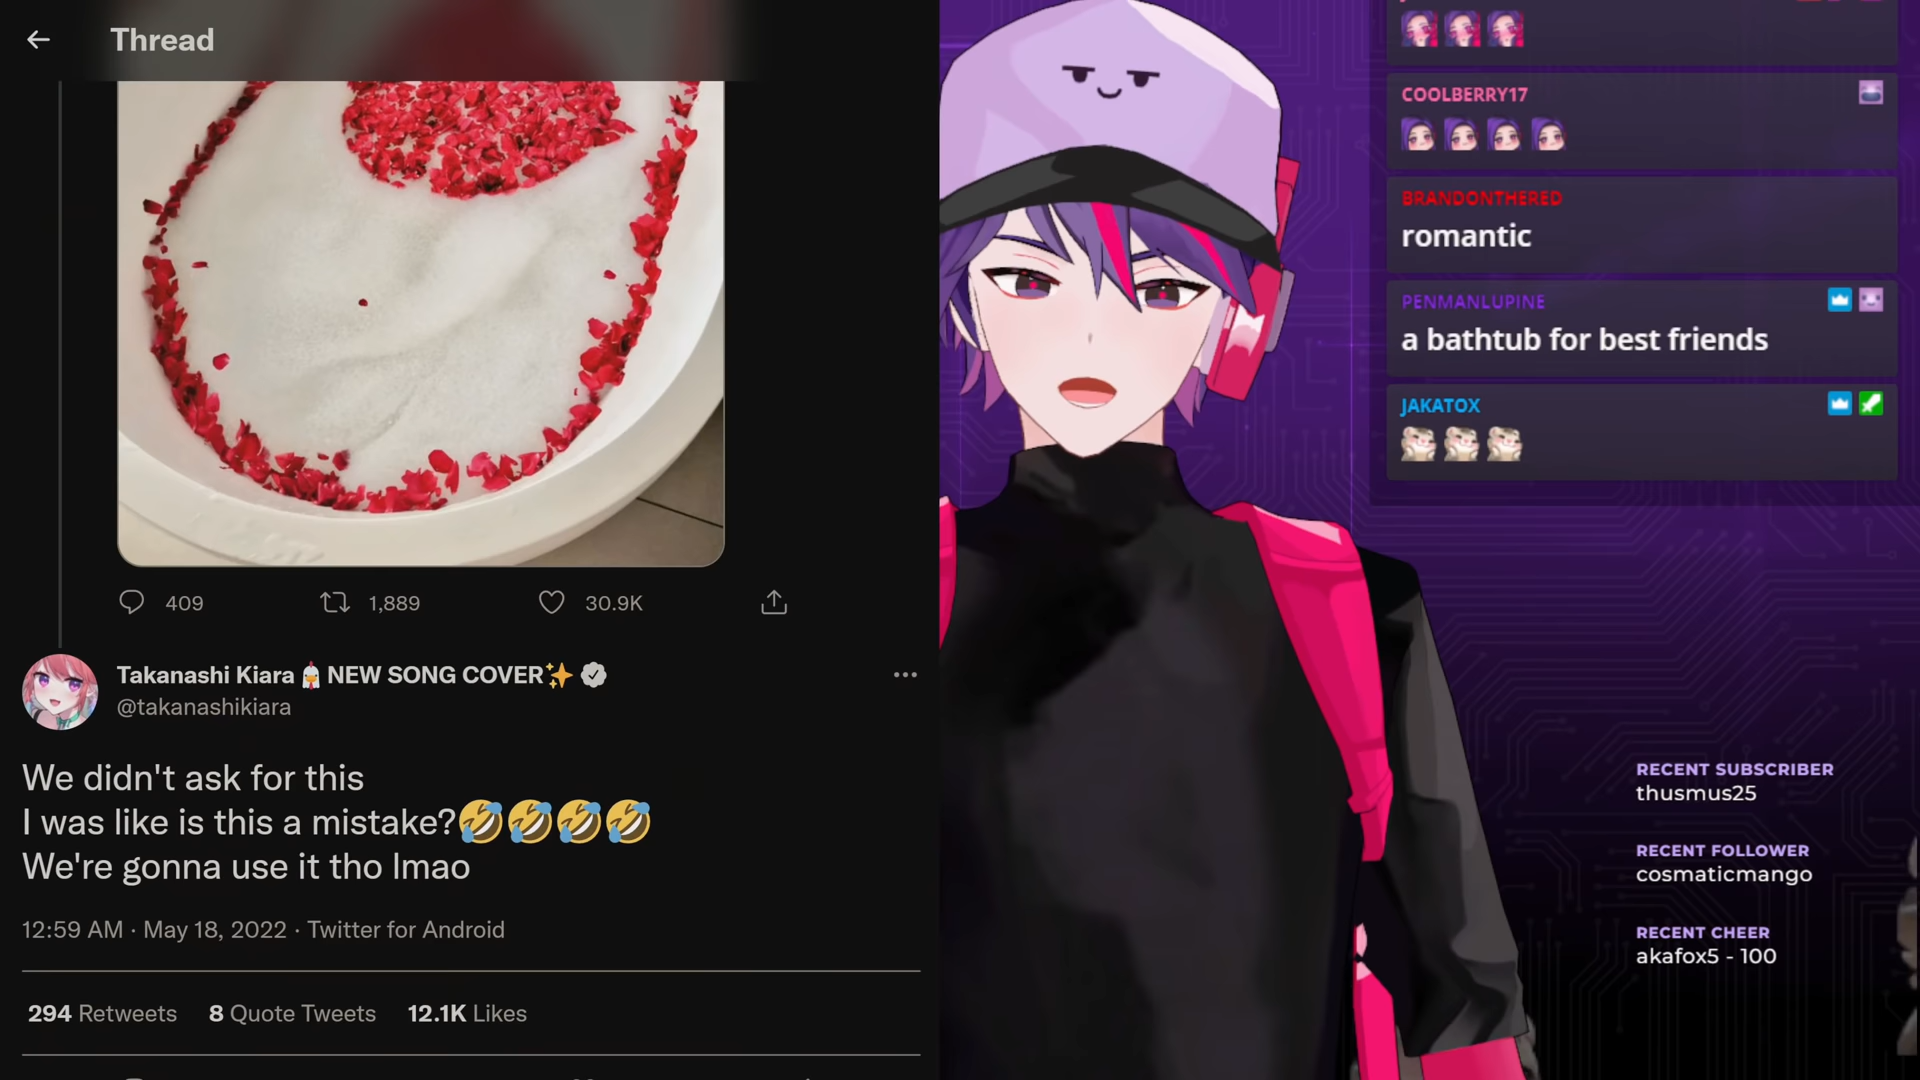 Thread
409
1,889
30.9K
Takanashi Kiara 🐔 NEW SONG COVER✨
@takanashikiara
We didn't ask for this
I was like is this a mistake?🤣🤣🤣🤣
We're gonna use it tho lmao
12:59 AM · May 18, 2022 · Twitter for Android
294 Retweets 8 Quote Tweets 12.1K Likes
COOLBERRY17
BRANDONTHERED
romantic
PENMANLUPINE
a bathtub for best friends
JAKATOX
RECENT SUBSCRIBER
thusmus25
RECENT FOLLOWER
cosmaticmango
RECENT CHEER
akafox5 - 100